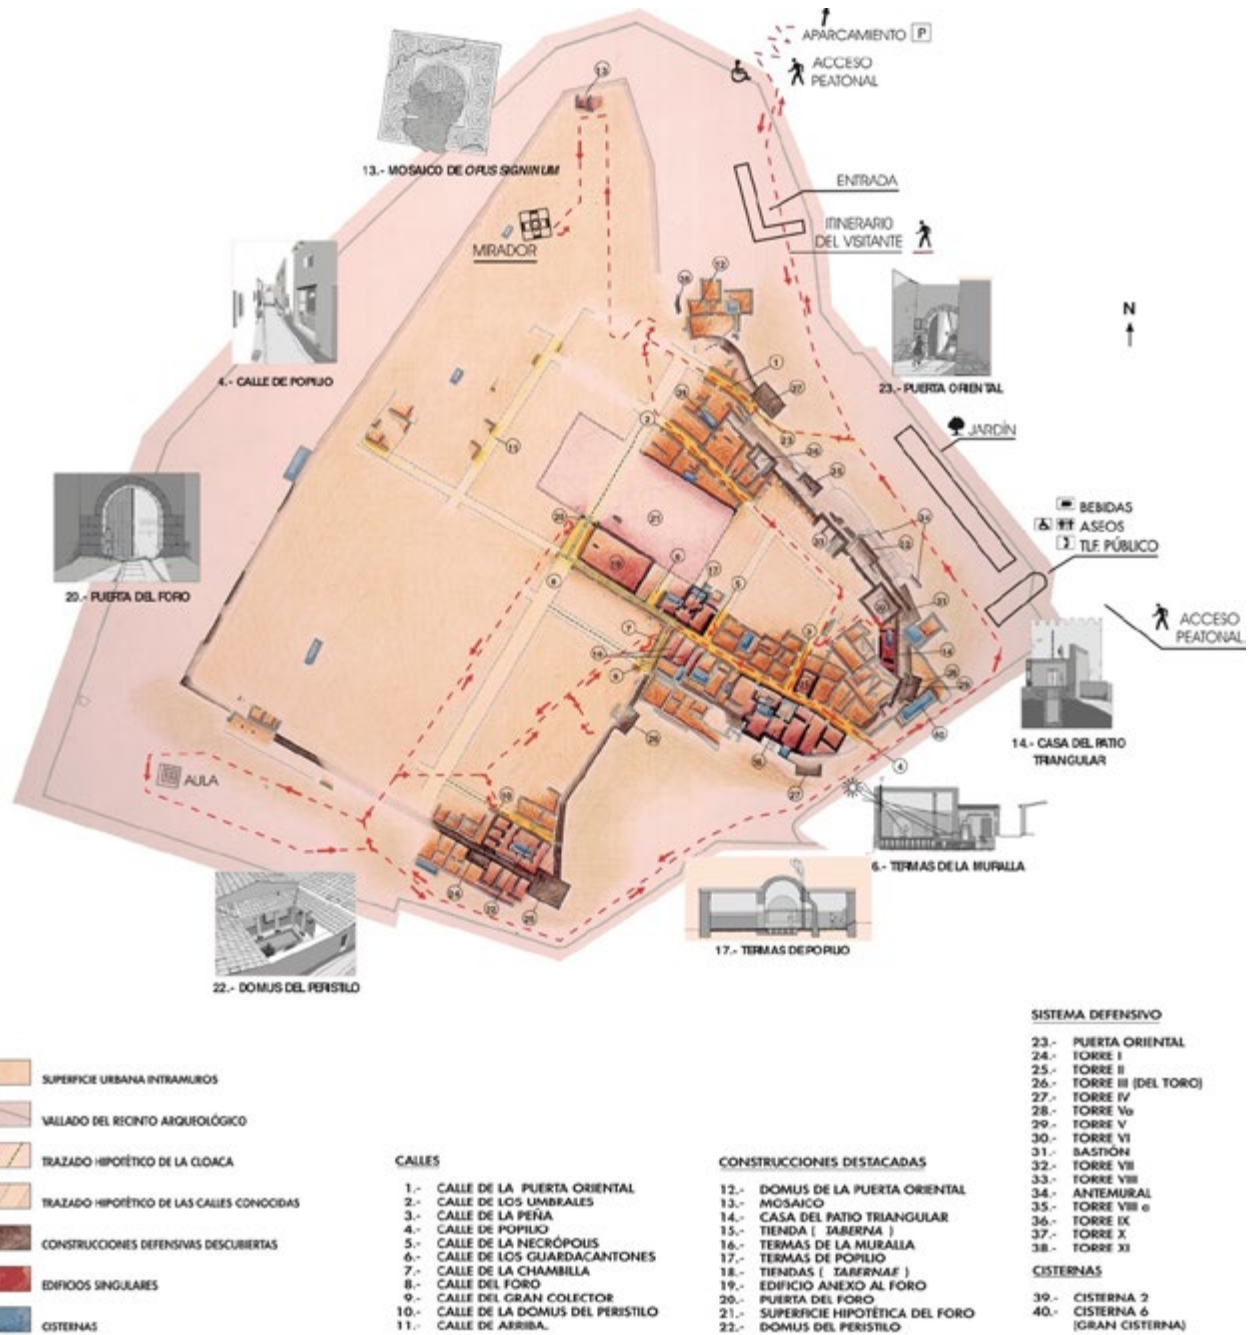 APARCAMIENTO P
ACCESO
PEATONAL
13.- MOSAICO DE OPUS SIGNINUM
ENTRADA
MIRADOR
ITINERARIO
DEL VISITANTE
N
4.- CALLE DE POPILIO
23.- PUERTA ORIENTAL
JARDÍN
BEBIDAS
ASEOS
TLF. PÚBLICO
20.- PUERTA DEL FORO
ACCESO
PEATONAL
14.- CASA DEL PATIO
TRIANGULAR
AULA
6.- TERMAS DE LA MURALLA
17.- TERMAS DE POPILIO
22.- DOMUS DEL PERISTILO
SUPERFICIE URBANA INTRAMUROS
VALLADO DEL RECINTO ARQUEOLÓGICO
TRAZADO HIPOTÉTICO DE LA CLOACA
TRAZADO HIPOTÉTICO DE LAS CALLES CONOCIDAS
CONSTRUCCIONES DEFENSIVAS DESCUBIERTAS
EDIFICIOS SINGULARES
CISTERNAS
CALLES
1.- CALLE DE LA PUERTA ORIENTAL
2.- CALLE DE LOS UMBRALES
3.- CALLE DE LA PEÑA
4.- CALLE DE POPILIO
5.- CALLE DE LA NECRÓPOLIS
6.- CALLE DE LOS GUARDACANTONES
7.- CALLE DE LA CHAMBILLA
8.- CALLE DEL FORO
9.- CALLE DEL GRAN COLECTOR
10.- CALLE DE LA DOMUS DEL PERISTILO
11.- CALLE DE ARRIBA.
CONSTRUCCIONES DESTACADAS
12.- DOMUS DE LA PUERTA ORIENTAL
13.- MOSAICO
14.- CASA DEL PATIO TRIANGULAR
15.- TIENDA ( TABERNA )
16.- TERMAS DE LA MURALLA
17.- TERMAS DE POPILIO
18.- TIENDAS ( TABERNAE )
19.- EDIFICIO ANEXO AL FORO
20.- PUERTA DEL FORO
21.- SUPERFICIE HIPOTÉTICA DEL FORO
22.- DOMUS DEL PERISTILO
SISTEMA DEFENSIVO
23.- PUERTA ORIENTAL
24.- TORRE I
25.- TORRE II
26.- TORRE III (DEL TORO)
27.- TORRE IV
28.- TORRE Va
29.- TORRE V
30.- TORRE VI
31.- BASTIÓN
32.- TORRE VII
33.- TORRE VIII
34.- ANTEMURAL
35.- TORRE VIII a
36.- TORRE IX
37.- TORRE X
38.- TORRE XI
CISTERNAS
39.- CISTERNA 2
40.- CISTERNA 6
(GRAN CISTERNA)